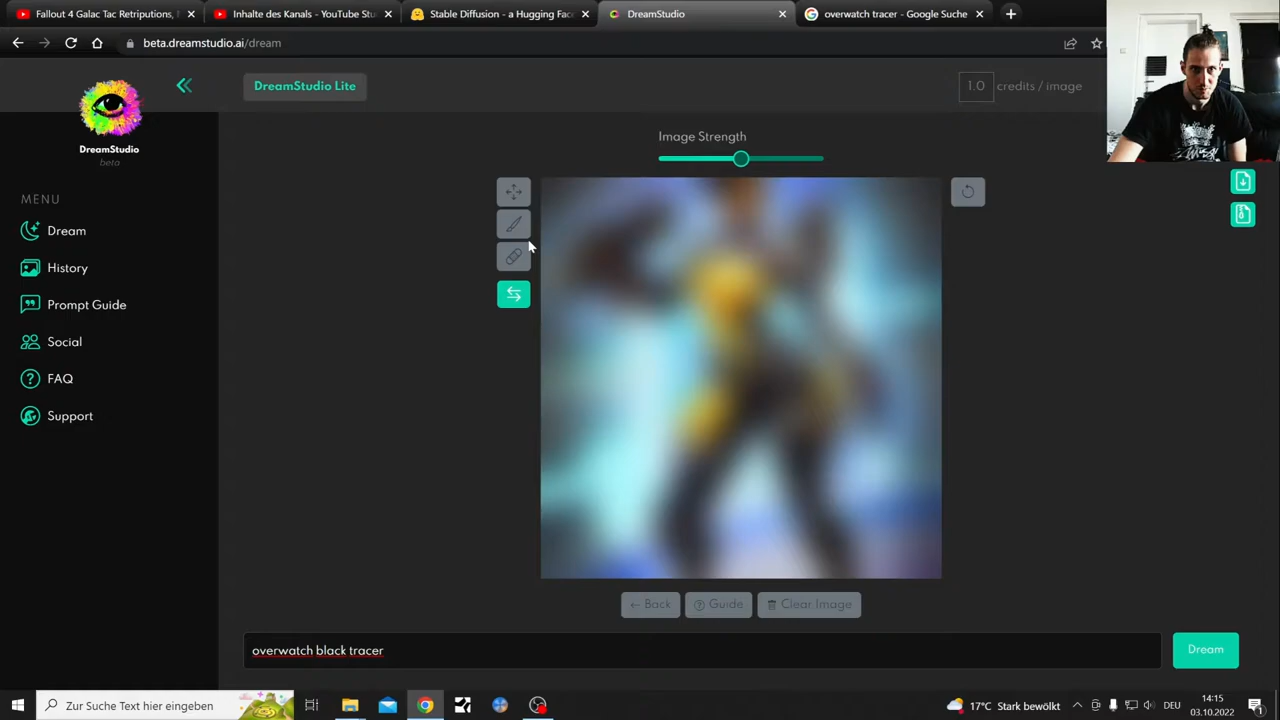 Fallout 4 Galac Tac Retriputions,
Inhalte des Kanals - YouTube Stu
Stable Diffusion - a Hugging Fac
DreamStudio
overwatch tracer - Google Suche
beta.dreamstudio.ai/dream
DreamStudio
beta
DreamStudio Lite
1.0 credits / image
MENU
Dream
History
Prompt Guide
Social
FAQ
Support
Image Strength
Back
Guide
Clear Image
overwatch black tracer
Dream
Zur Suche Text hier eingeben
17°C Stark bewölkt
DEU
14:15
03.10.2022
1